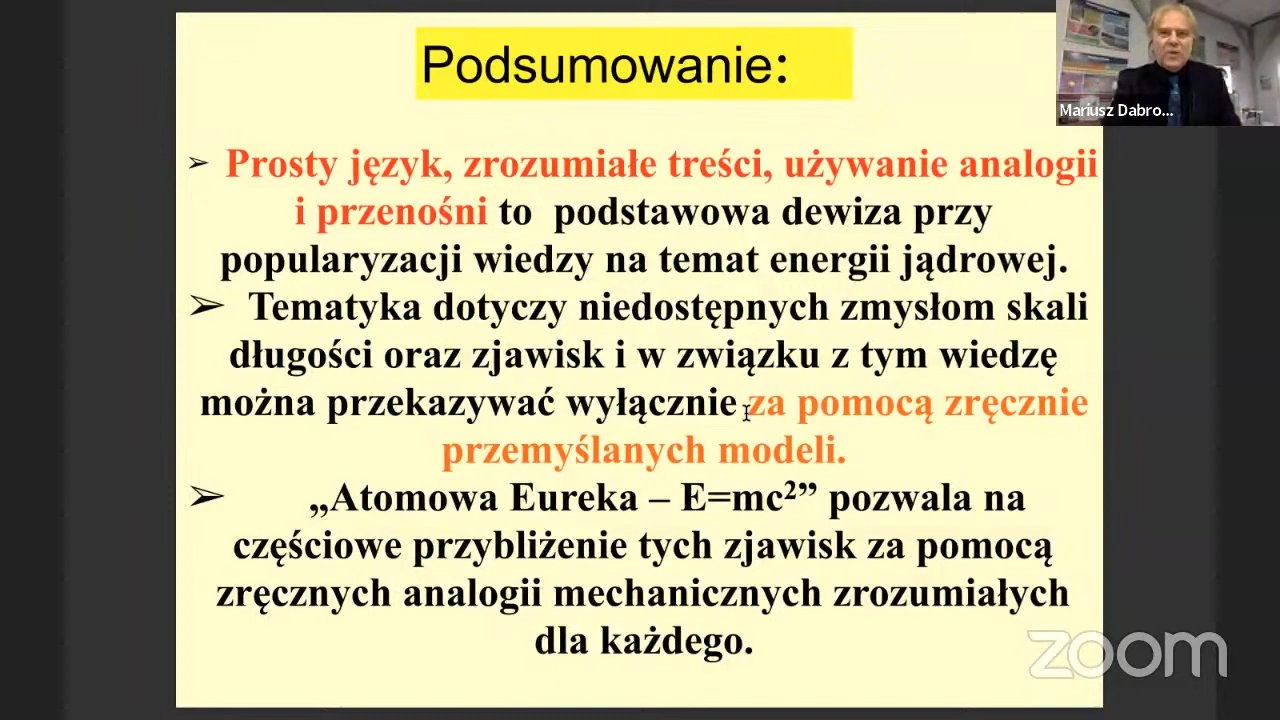 Podsumowanie:
Mariusz Dabro...
➢ Prosty język, zrozumiałe treści, używanie analogii
i przenośni to podstawowa dewiza przy
popularyzacji wiedzy na temat energii jądrowej.
➢ Tematyka dotyczy niedostępnych zmysłom skali
długości oraz zjawisk i w związku z tym wiedzę
można przekazywać wyłącznie za pomocą zręcznie
przemyślanych modeli.
➢ „Atomowa Eureka – E=mc²” pozwala na
częściowe przybliżenie tych zjawisk za pomocą
zręcznych analogii mechanicznych zrozumiałych
dla każdego.
zoom